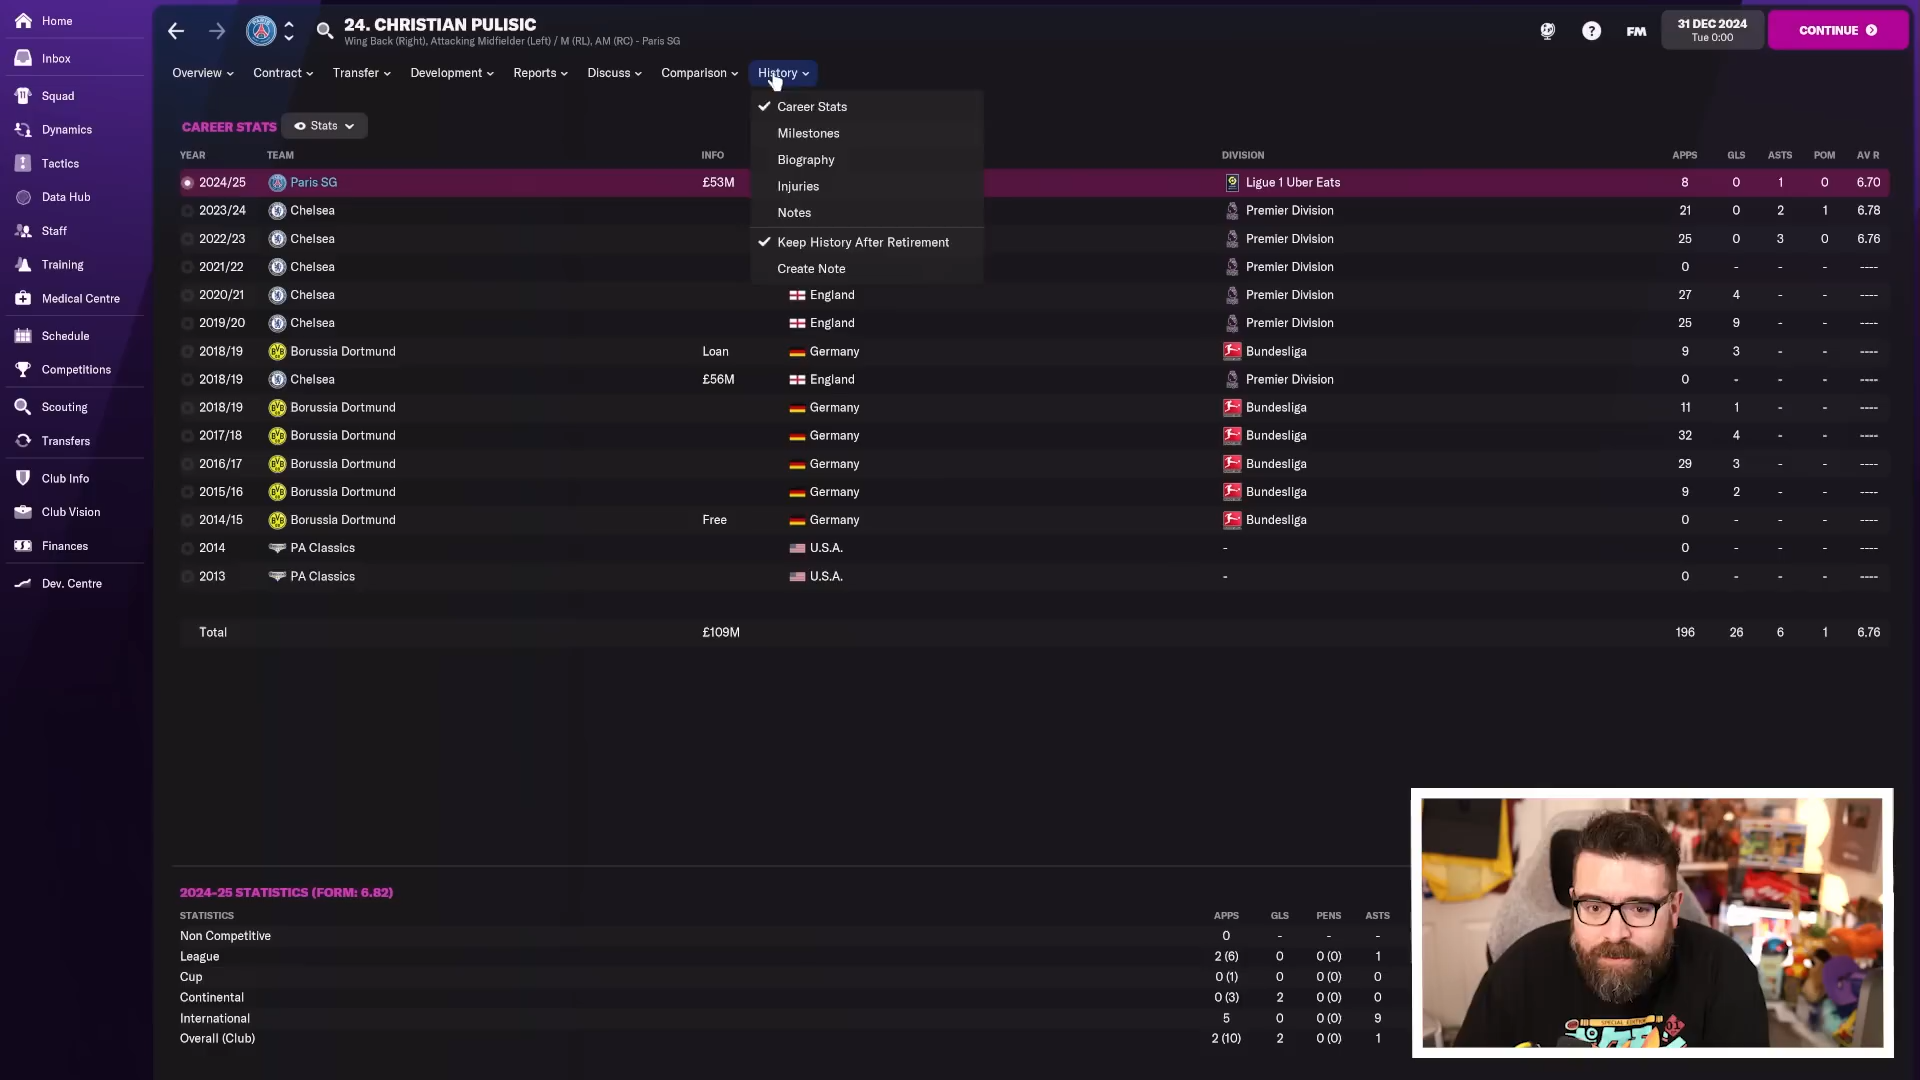 Home
Inbox
Squad
Dynamics
Tactics
Data Hub
Staff
Training
Medical Centre
Schedule
Competitions
Scouting
Transfers
Club Info
Club Vision
Finances
Dev. Centre
24. CHRISTIAN PULISIC
Wing Back (Right), Attacking Midfielder (Left) / M (RL), AM (RC) - Paris SG
? FM 31 DEC 2024 CONTINUE
Tue 0:00
Overview Contract Transfer Development Reports Discuss Comparison History
Career Stats
Milestones
Biography
Injuries
Notes
Keep History After Retirement
Create Note
CAREER STATS Stats
YEAR TEAM INFO DIVISION APPS GLS ASTS POM AV R
2024/25 Paris SG £53M Ligue 1 Uber Eats 8 0 1 0 6.70
2023/24 Chelsea Premier Division 21 0 2 1 6.78
2022/23 Chelsea Premier Division 25 0 3 0 6.76
2021/22 Chelsea Premier Division 0 - - - ----
2020/21 Chelsea England Premier Division 27 4 - - ----
2019/20 Chelsea England Premier Division 25 9 - - ----
2018/19 Borussia Dortmund Loan Germany Bundesliga 9 3 - - ----
2018/19 Chelsea £56M England Premier Division 0 - - - ----
2018/19 Borussia Dortmund Germany Bundesliga 11 1 - - ----
2017/18 Borussia Dortmund Germany Bundesliga 32 4 - - ----
2016/17 Borussia Dortmund Germany Bundesliga 29 3 - - ----
2015/16 Borussia Dortmund Germany Bundesliga 9 2 - - ----
2014/15 Borussia Dortmund Free Germany Bundesliga 0 - - - ----
2014 PA Classics U.S.A. - 0 - - - ----
2013 PA Classics U.S.A. - 0 - - - ----
Total £109M 196 26 6 1 6.76
2024-25 STATISTICS (FORM: 6.82)
STATISTICS APPS GLS PENS ASTS
Non Competitive 0 - - -
League 2 (6) 0 0 (0) 1
Cup 0 (1) 0 0 (0) 0
Continental 0 (3) 2 0 (0) 0
International 5 0 0 (0) 9
Overall (Club) 2 (10) 2 0 (0) 1
SPECIAL EDITION